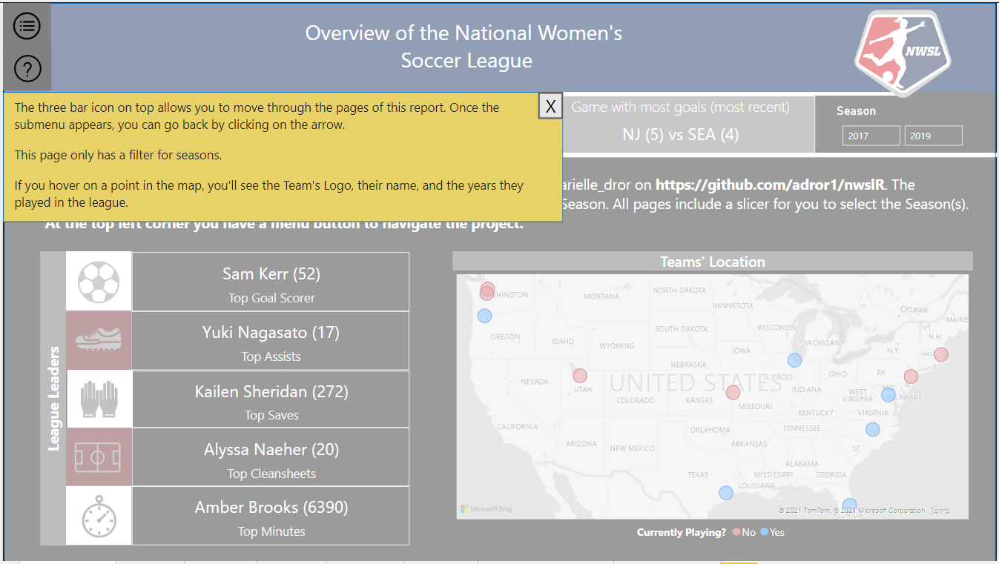 Overview of the National Women's
Soccer League
NWSL
?
The three bar icon on top allows you to move through the pages of this report. Once the
submenu appears, you can go back by clicking on the arrow.
This page only has a filter for seasons.
If you hover on a point in the map, you'll see the Team's Logo, their name, and the years they
played in the league.
X
Game with most goals (most recent)
NJ (5) vs SEA (4)
Season
2017
2019
arielle_dror on https://github.com/adror1/nwslR. The
Season. All pages include a slicer for you to select the Season(s).
At the top left corner you have a menu button to navigate the project.
League Leaders
Sam Kerr (52)
Top Goal Scorer
Yuki Nagasato (17)
Top Assists
Kailen Sheridan (272)
Top Saves
Alyssa Naeher (20)
Top Cleansheets
Amber Brooks (6390)
Top Minutes
Teams' Location
SHINGTON
MONTANA
NORTH DAKOTA
MINNESOTA
Ottawa
MAINE
OREGON
IDAHO
WYOMING
SOUTH DAKOTA
WISCONSIN
MICHIGAN
VT.
N.H.
N.Y.
MAS
IOWA
NEBRASKA
NEVADA
UTAH
UNITED STATES
COLORADO
KANSAS
MISSOURI
INDIANA
OHIO
PA
WEST
VIRGINIA
VIRGINIA
KENTUCKY
CALIFORNIA
ARIZONA
NEW MEXICO
OKLAHOMA
ARKANSAS
TENNESSEE
SC
TEXAS
MISSISSIPPI
ALABAMA
GEORGIA
LOUISIANA
FLORIDA
Microsoft Bing
© 2021 TomTom, © 2021 Microsoft Corporation Terms
Currently Playing? No Yes